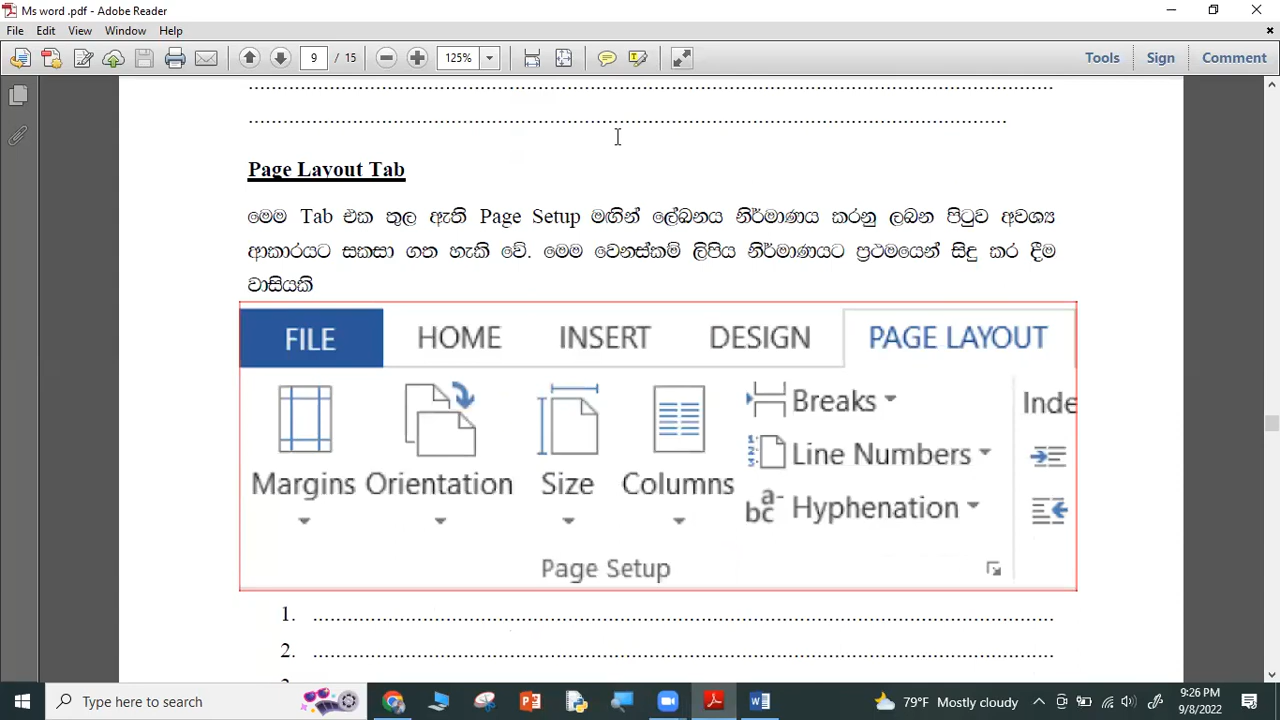 Ms word .pdf - Adobe Reader
File Edit View Window Help
9 / 15 125% Tools Sign Comment
................................................................................
................................................................................
Page Layout Tab
මෙම Tab එක තුල ඇති Page Setup මඟින් ලේඛනය නිර්මාණය කරනු ලබන පිටුව අවශ්‍ය
ආකාරයට සකසා ගත හැකි වේ. මෙම වෙනස්කම් ලිපිය නිර්මාණයට ප්‍රථමයෙන් සිදු කර දීම
වාසියකි
FILE HOME INSERT DESIGN PAGE LAYOUT
Margins Orientation Size Columns
Breaks
Line Numbers
Hyphenation
Inde
Page Setup
1. ................................................................................
2. ................................................................................
Type here to search
79°F Mostly cloudy
9:26 PM
9/8/2022